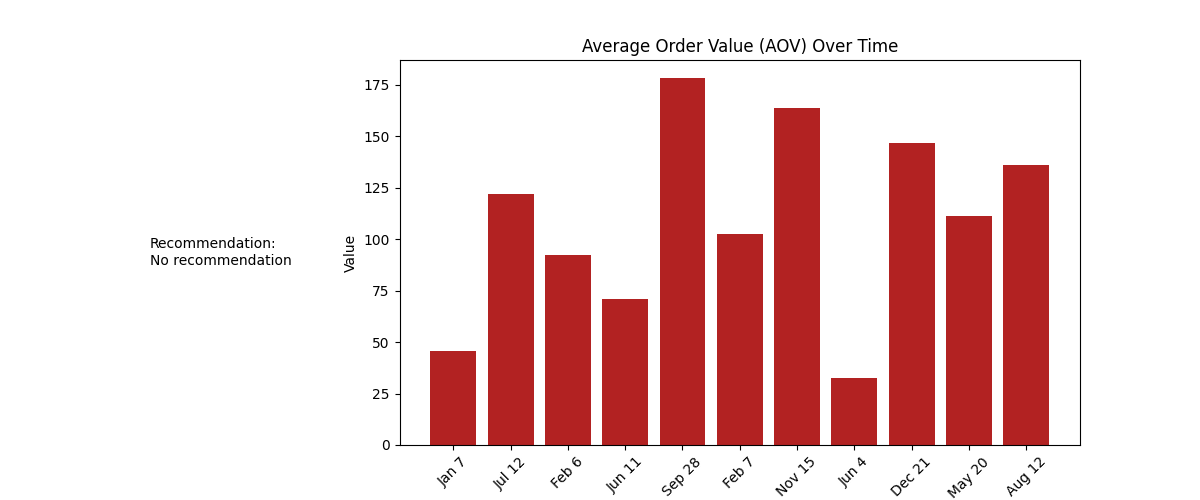 Average Order Value (AOV) Over Time
175
150
125
100
75
50
25
0
Value
Recommendation:
No recommendation
Jan 7
Jul 12
Feb 6
Jun 11
Sep 28
Feb 7
Nov 15
Jun 4
Dec 21
May 20
Aug 12